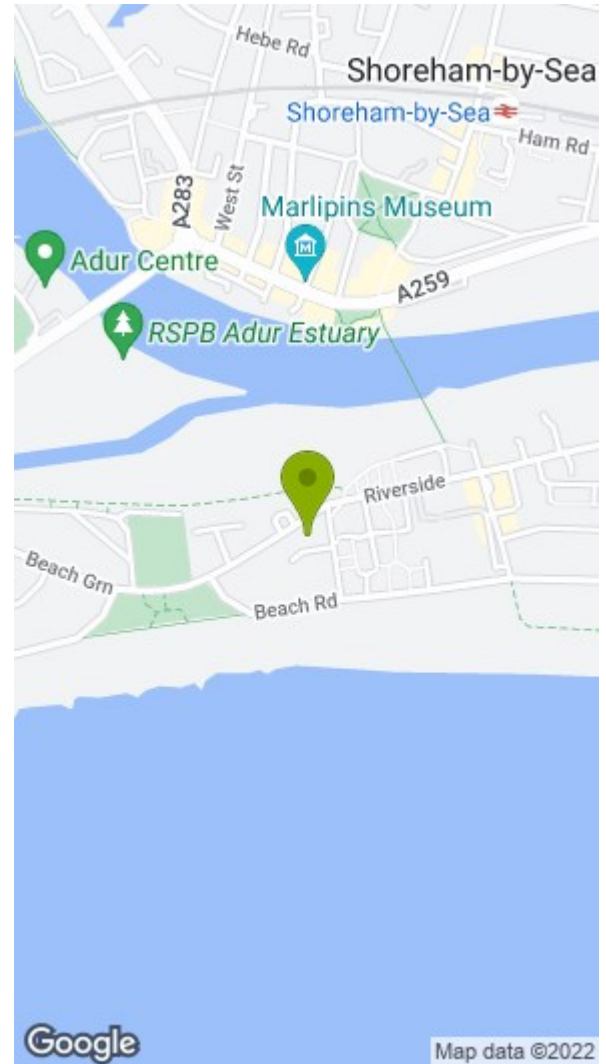 Hebe Rd
Shoreham-by-Sea
Shoreham-by-Sea
Ham Rd
A283
West St
Marlipins Museum
M
Adur Centre
A259
RSPB Adur Estuary
Riverside
Beach Grn
Beach Rd
Google
Map data ©2022